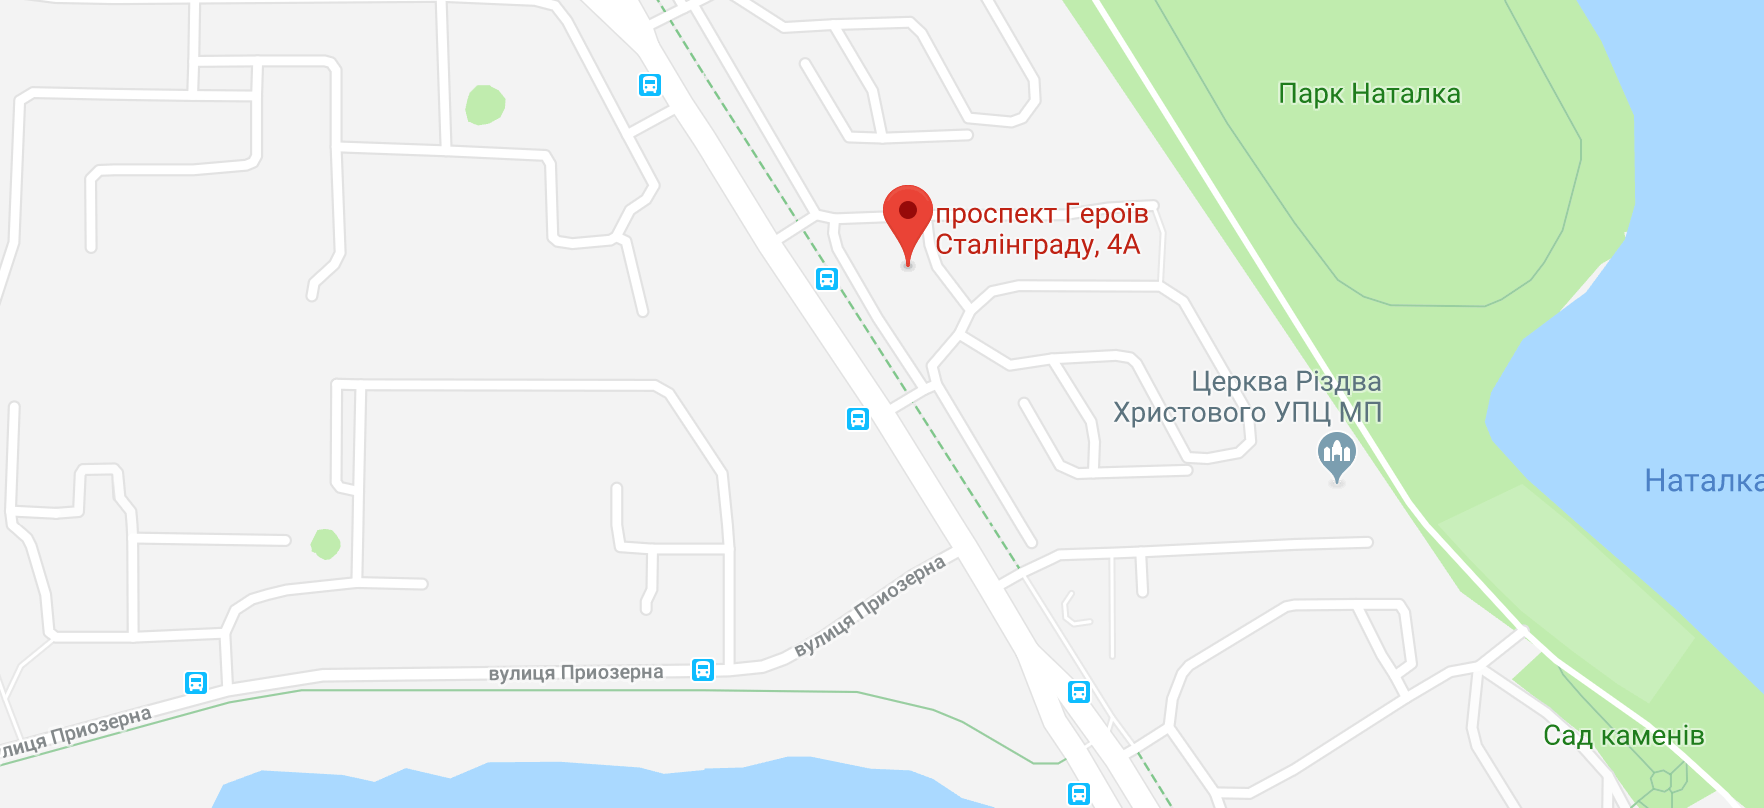 Парк Наталка
проспект Героїв
Сталінграду, 4А
Церква Різдва
Христового УПЦ МП
Наталка
вулиця Приозерна
вулиця Приозерна
вулиця Приозерна
Сад каменів